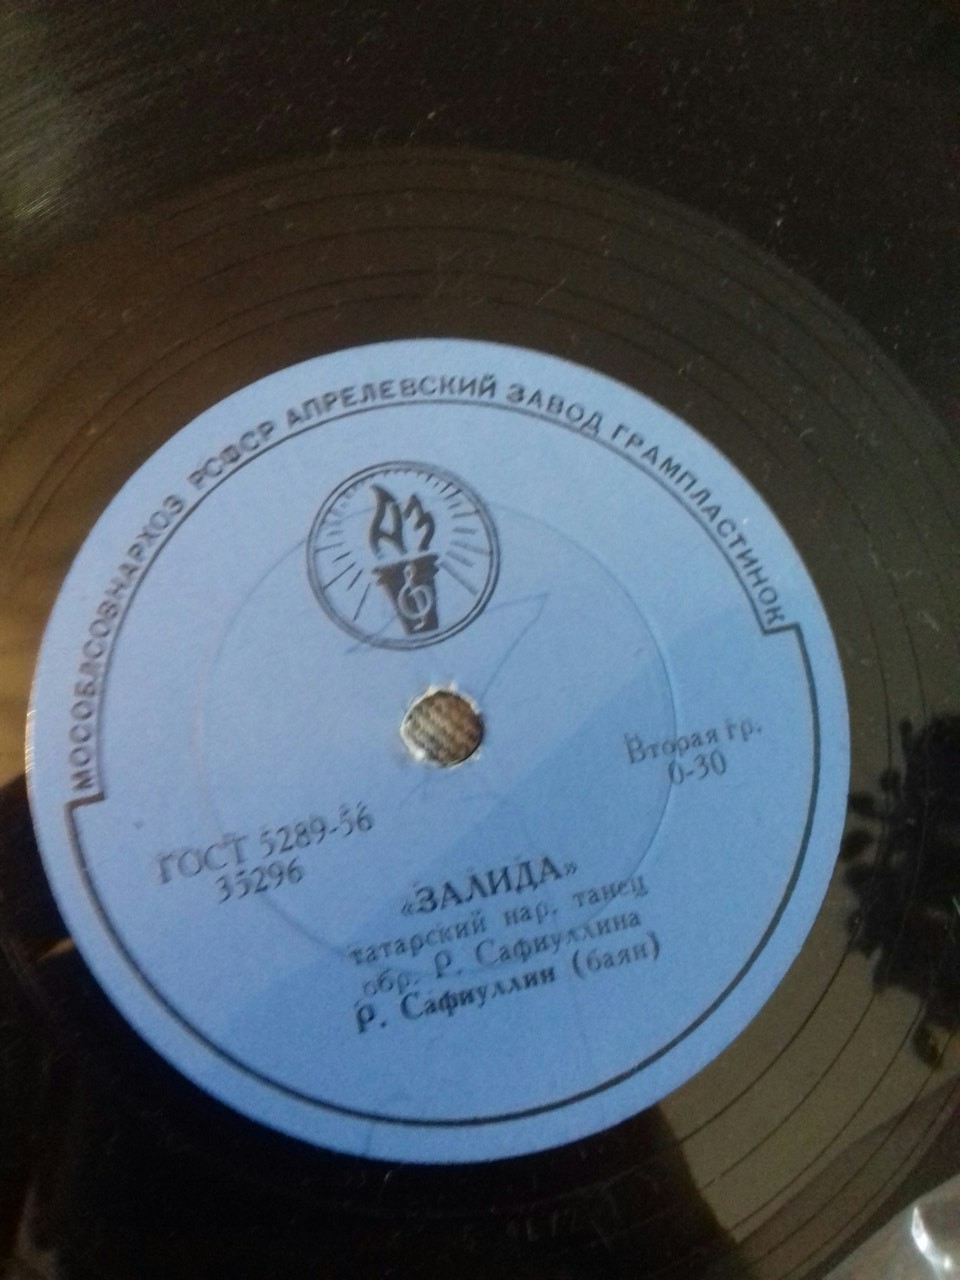 МОСОБЛСОВНАРХОЗ РСФСР АПРЕЛЕВСКИЙ ЗАВОД ГРАМПЛАСТИНОК
АЗ
Вторая гр.
0-30
ГОСТ 5289-56
35296
«ЗАЛИДА»
татарский нар. танец
обр. Р. Сафиуллина
Р. Сафиуллин (баян)